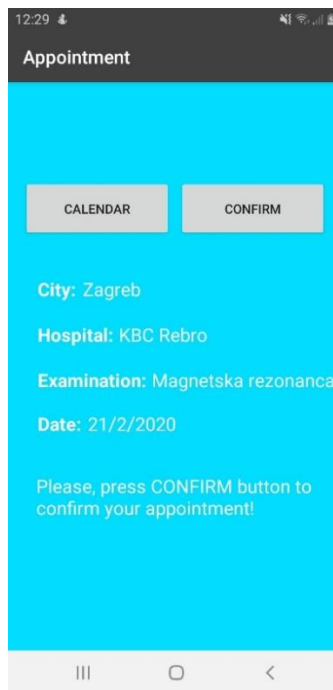 12:29
Appointment
CALENDAR CONFIRM
City: Zagreb
Hospital: KBC Rebro
Examination: Magnetska rezonanca
Date: 21/2/2020
Please, press CONFIRM button to
confirm your appointment!